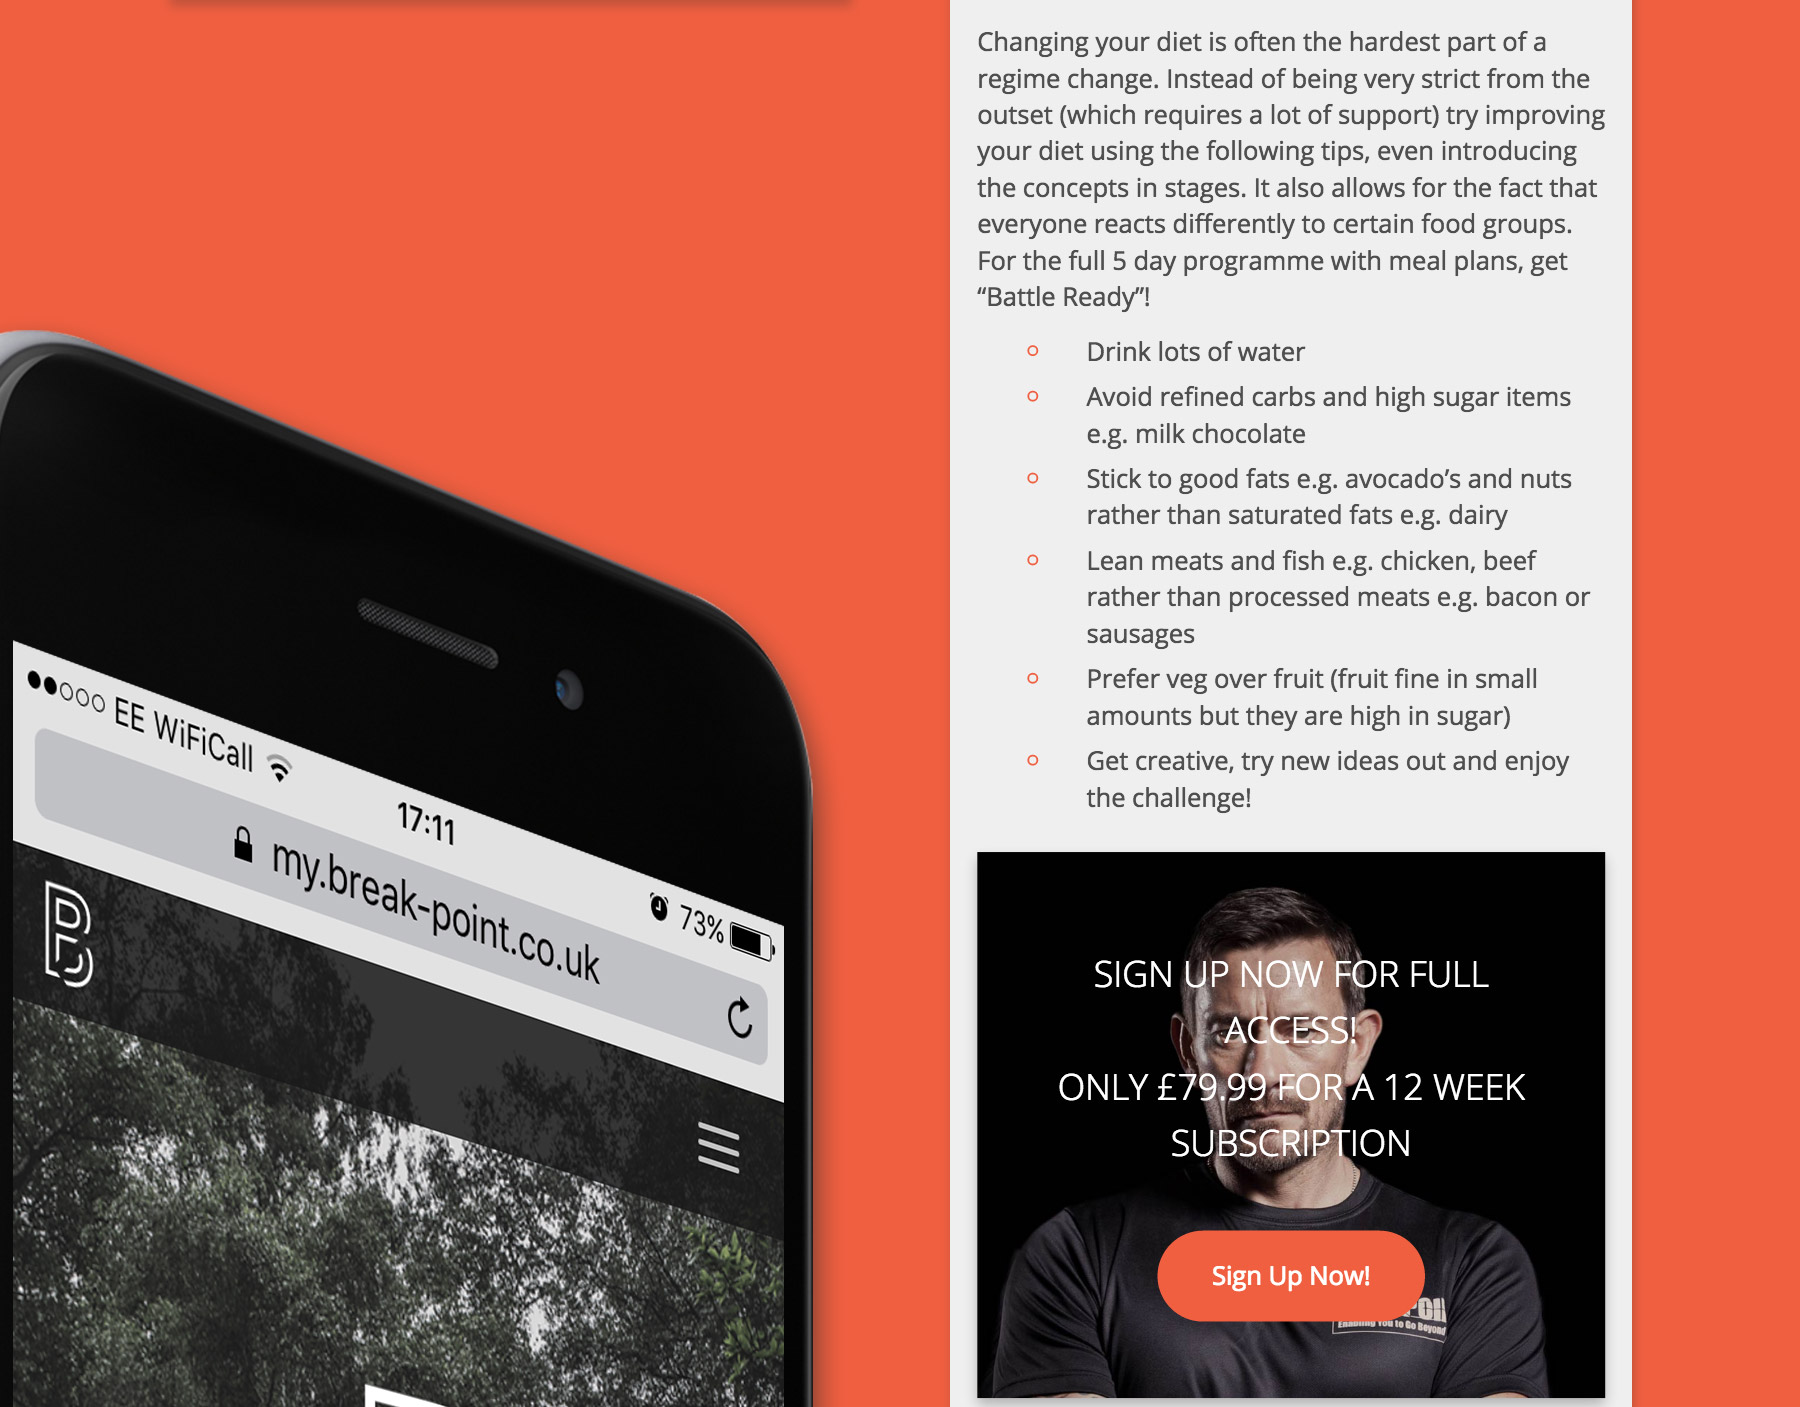 EE WiFiCall
17:11
73%
my.break-point.co.uk
B
Changing your diet is often the hardest part of a
regime change. Instead of being very strict from the
outset (which requires a lot of support) try improving
your diet using the following tips, even introducing
the concepts in stages. It also allows for the fact that
everyone reacts differently to certain food groups.
For the full 5 day programme with meal plans, get
“Battle Ready”!
Drink lots of water
Avoid refined carbs and high sugar items
e.g. milk chocolate
Stick to good fats e.g. avocado’s and nuts
rather than saturated fats e.g. dairy
Lean meats and fish e.g. chicken, beef
rather than processed meats e.g. bacon or
sausages
Prefer veg over fruit (fruit fine in small
amounts but they are high in sugar)
Get creative, try new ideas out and enjoy
the challenge!
SIGN UP NOW FOR FULL
ACCESS!
ONLY £79.99 FOR A 12 WEEK
SUBSCRIPTION
Sign Up Now!
Enabling You to Go Beyond